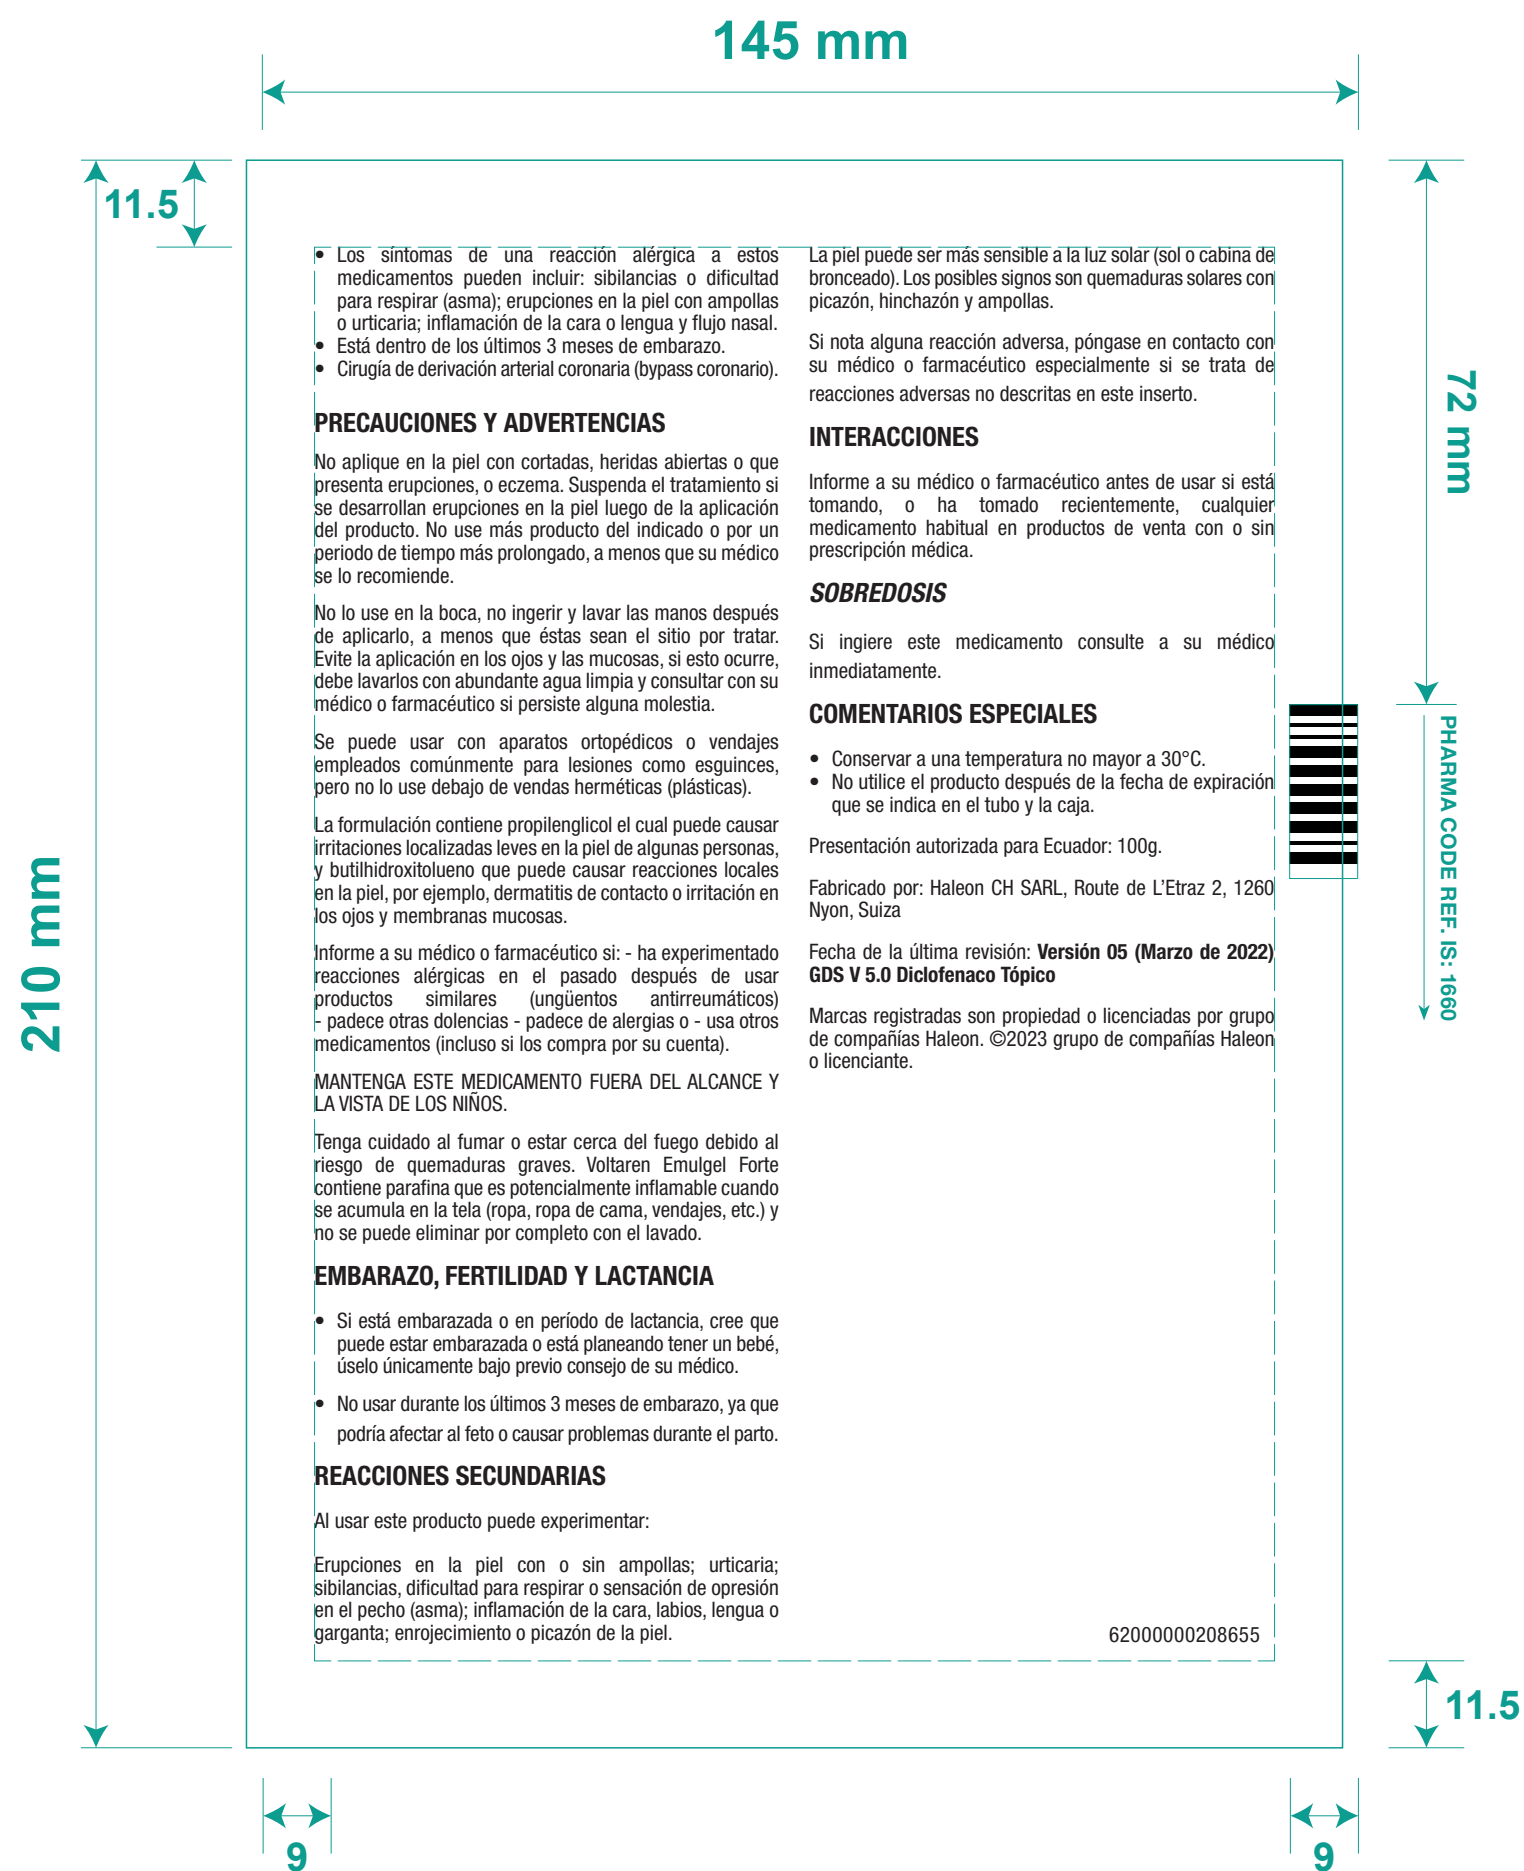 145 mm
11.5
210 mm
• Los síntomas de una reacción alérgica a estos
medicamentos pueden incluir: sibilancias o dificultad
para respirar (asma); erupciones en la piel con ampollas
o urticaria; inflamación de la cara o lengua y flujo nasal.
• Está dentro de los últimos 3 meses de embarazo.
• Cirugía de derivación arterial coronaria (bypass coronario).
PRECAUCIONES Y ADVERTENCIAS
No aplique en la piel con cortadas, heridas abiertas o que
presenta erupciones, o eczema. Suspenda el tratamiento si
se desarrollan erupciones en la piel luego de la aplicación
del producto. No use más producto del indicado o por un
periodo de tiempo más prolongado, a menos que su médico
se lo recomiende.
No lo use en la boca, no ingerir y lavar las manos después
de aplicarlo, a menos que éstas sean el sitio por tratar.
Evite la aplicación en los ojos y las mucosas, si esto ocurre,
debe lavarlos con abundante agua limpia y consultar con su
médico o farmacéutico si persiste alguna molestia.
Se puede usar con aparatos ortopédicos o vendajes
empleados comúnmente para lesiones como esguinces,
pero no lo use debajo de vendas herméticas (plásticas).
La formulación contiene propilenglicol el cual puede causar
irritaciones localizadas leves en la piel de algunas personas,
y butilhidroxitolueno que puede causar reacciones locales
en la piel, por ejemplo, dermatitis de contacto o irritación en
los ojos y membranas mucosas.
Informe a su médico o farmacéutico si: - ha experimentado
reacciones alérgicas en el pasado después de usar
productos similares (ungüentos antirreumáticos)
- padece otras dolencias - padece de alergias o - usa otros
medicamentos (incluso si los compra por su cuenta).
MANTENGA ESTE MEDICAMENTO FUERA DEL ALCANCE Y
LA VISTA DE LOS NIÑOS.
Tenga cuidado al fumar o estar cerca del fuego debido al
riesgo de quemaduras graves. Voltaren Emulgel Forte
contiene parafina que es potencialmente inflamable cuando
se acumula en la tela (ropa, ropa de cama, vendajes, etc.) y
no se puede eliminar por completo con el lavado.
EMBARAZO, FERTILIDAD Y LACTANCIA
• Si está embarazada o en período de lactancia, cree que
puede estar embarazada o está planeando tener un bebé,
úselo únicamente bajo previo consejo de su médico.
• No usar durante los últimos 3 meses de embarazo, ya que
podría afectar al feto o causar problemas durante el parto.
REACCIONES SECUNDARIAS
Al usar este producto puede experimentar:
Erupciones en la piel con o sin ampollas; urticaria;
sibilancias, dificultad para respirar o sensación de opresión
en el pecho (asma); inflamación de la cara, labios, lengua o
garganta; enrojecimiento o picazón de la piel.
La piel puede ser más sensible a la luz solar (sol o cabina de
bronceado). Los posibles signos son quemaduras solares con
picazón, hinchazón y ampollas.
Si nota alguna reacción adversa, póngase en contacto con
su médico o farmacéutico especialmente si se trata de
reacciones adversas no descritas en este inserto.
INTERACCIONES
Informe a su médico o farmacéutico antes de usar si está
tomando, o ha tomado recientemente, cualquier
medicamento habitual en productos de venta con o sin
prescripción médica.
SOBREDOSIS
Si ingiere este medicamento consulte a su médico
inmediatamente.
COMENTARIOS ESPECIALES
• Conservar a una temperatura no mayor a 30°C.
• No utilice el producto después de la fecha de expiración
que se indica en el tubo y la caja.
Presentación autorizada para Ecuador: 100g.
Fabricado por: Haleon CH SARL, Route de L'Etraz 2, 1260
Nyon, Suiza
Fecha de la última revisión: Versión 05 (Marzo de 2022)
GDS V 5.0 Diclofenaco Tópico
Marcas registradas son propiedad o licenciadas por grupo
de compañías Haleon. ©2023 grupo de compañías Haleon
o licenciante.
62000000208655
72 mm
PHARMA CODE REF. IS: 1660
11.5
9
9